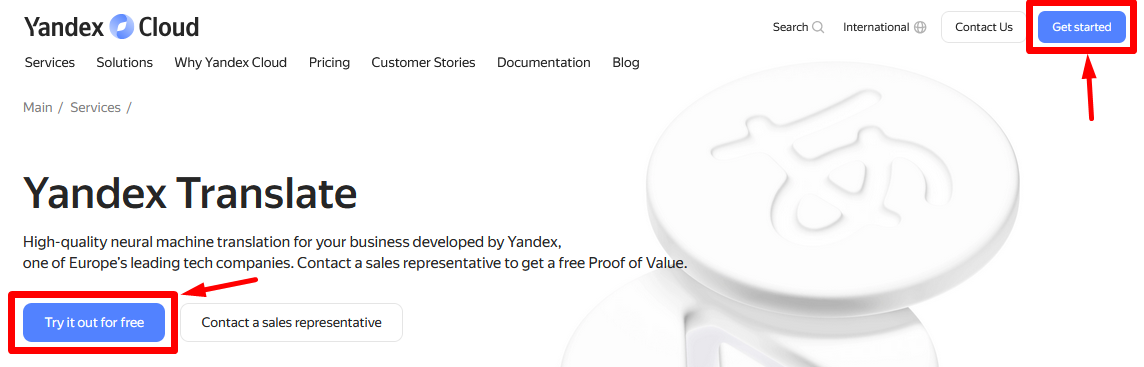 Yandex Cloud
Search International Contact Us Get started
Services Solutions Why Yandex Cloud Pricing Customer Stories Documentation Blog
Main / Services /
Yandex Translate
High-quality neural machine translation for your business developed by Yandex,
one of Europe's leading tech companies. Contact a sales representative to get a free Proof of Value.
Try it out for free Contact a sales representative
あ